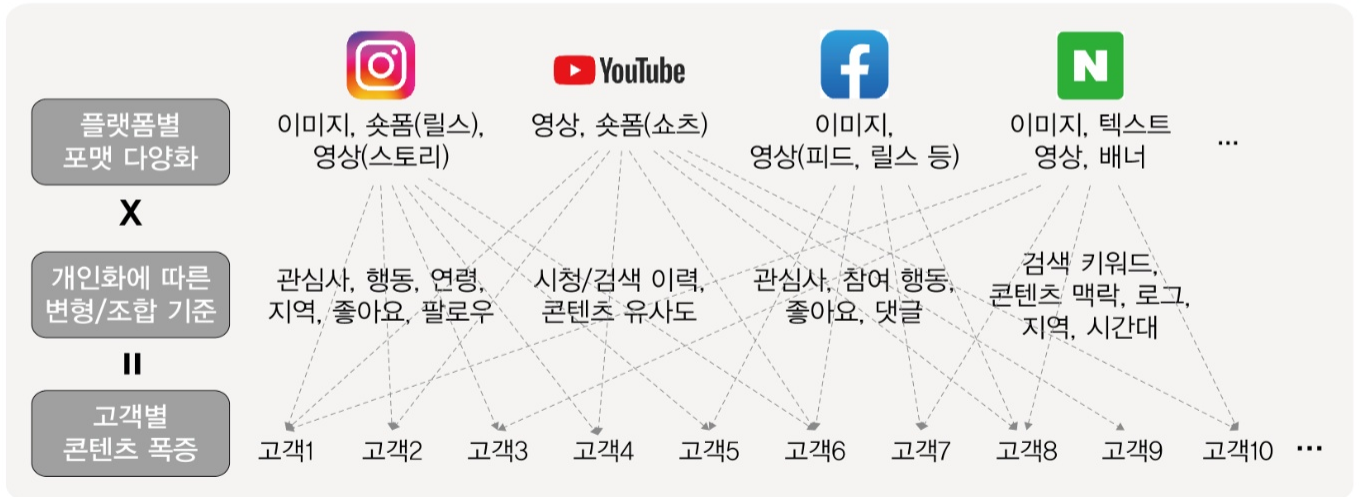 YouTube
N
플랫폼별
포맷 다양화
이미지, 숏폼(릴스),
영상(스토리)
영상, 숏폼(쇼츠)
이미지,
영상(피드, 릴스 등)
이미지, 텍스트
영상, 배너
...
X
개인화에 따른
변형/조합 기준
관심사, 행동, 연령,
지역, 좋아요, 팔로우
시청/검색 이력,
콘텐츠 유사도
관심사, 참여 행동,
좋아요, 댓글
검색 키워드,
콘텐츠 맥락, 로그,
지역, 시간대
=
고객별
콘텐츠 폭증
고객1 고객2 고객3 고객4 고객5 고객6 고객7 고객8 고객9 고객10 ...